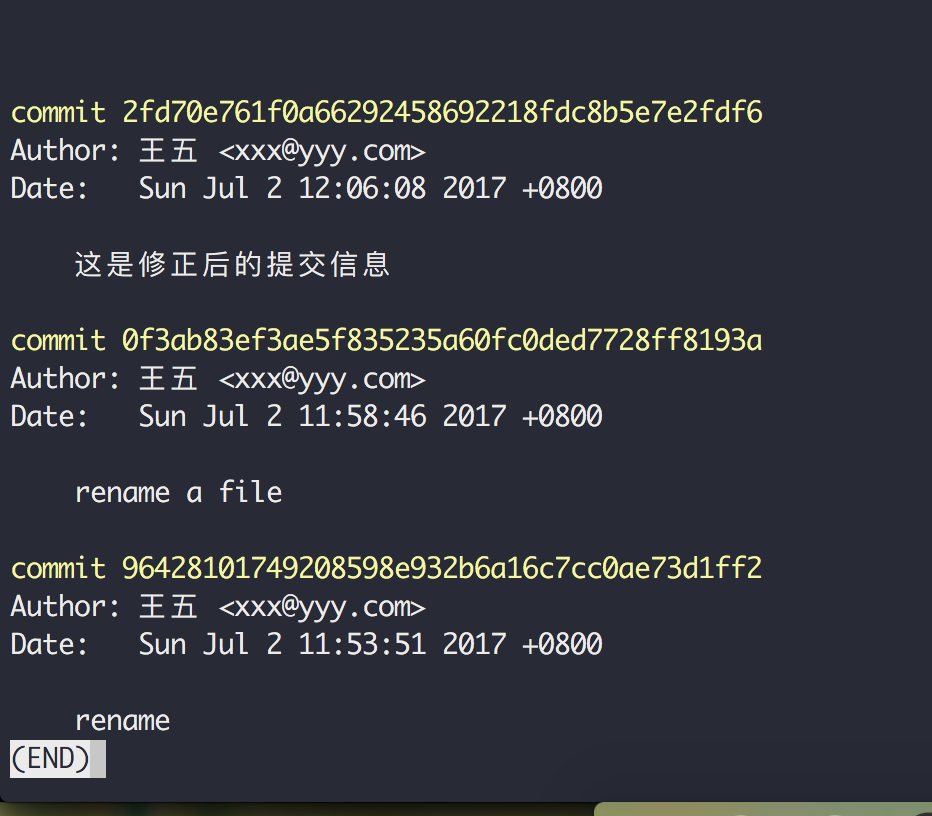 commit 2fd70e761f0a66292458692218fdc8b5e7e2fdf6
Author: 王五 <xxx@yyy.com>
Date:   Sun Jul 2 12:06:08 2017 +0800
这是修正后的提交信息
commit 0f3ab83ef3ae5f835235a60fc0ded7728ff8193a
Author: 王五 <xxx@yyy.com>
Date:   Sun Jul 2 11:58:46 2017 +0800
rename a file
commit 96428101749208598e932b6a16c7cc0ae73d1ff2
Author: 王五 <xxx@yyy.com>
Date:   Sun Jul 2 11:53:51 2017 +0800
rename
(END)